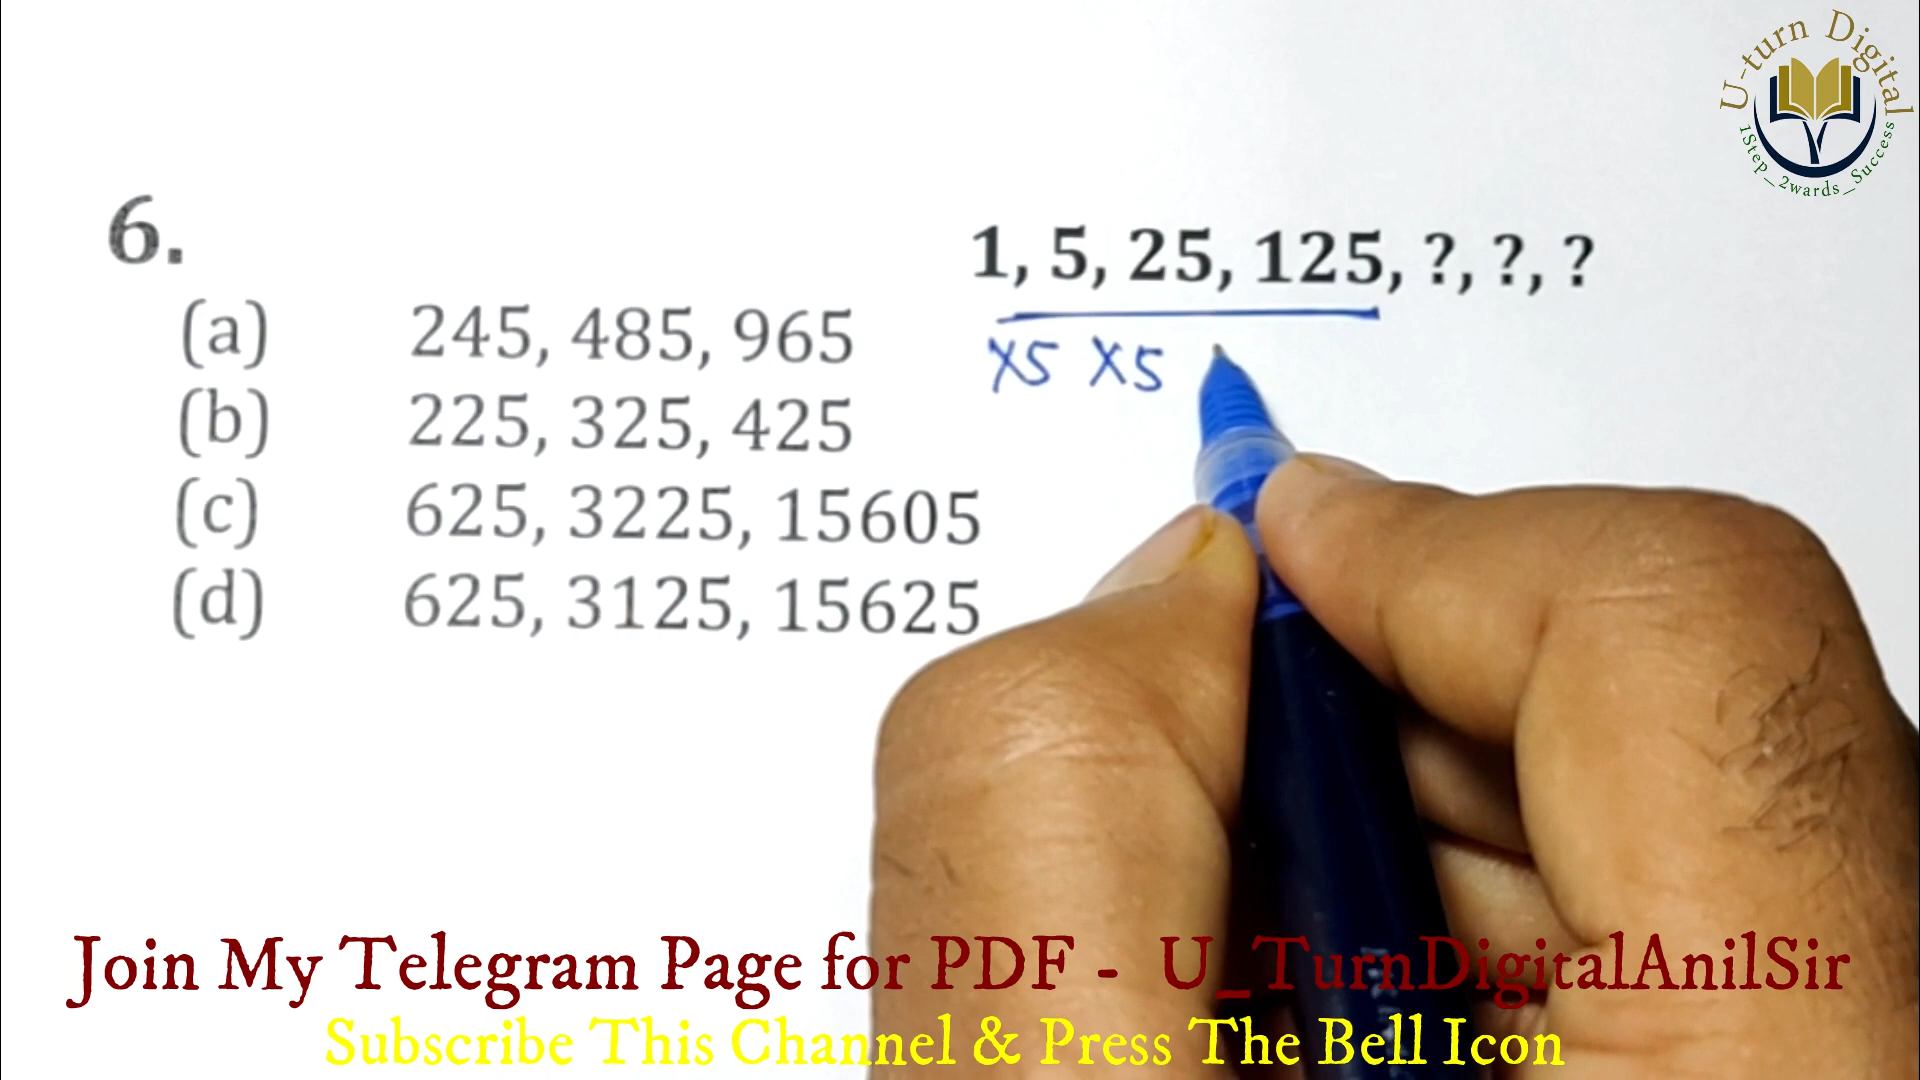 U-turn Digital
1Step_2wards_Success
6.
1, 5, 25, 125, ?, ?, ?
×5 ×5
(a) 245, 485, 965
(b) 225, 325, 425
(c) 625, 3225, 15605
(d) 625, 3125, 15625
Join My Telegram Page for PDF - U_TurnDigitalAnilSir
Subscribe This Channel & Press The Bell Icon